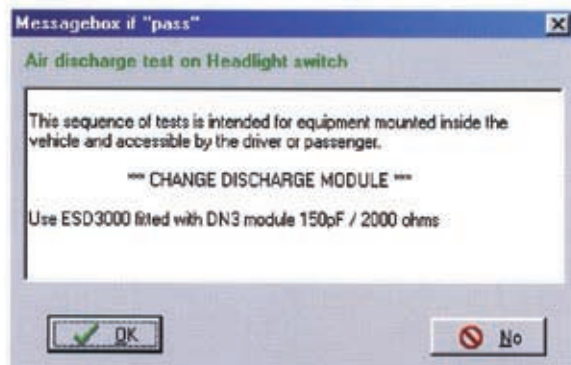 Messagebox if "pass"
Air discharge test on Headlight switch
This sequence of tests is intended for equipment mounted inside the
vehicle and accessible by the driver or passenger.
*** CHANGE DISCHARGE MODULE ***
Use ESD3000 fitted with DN3 module 150pF / 2000 ohms
OK
No